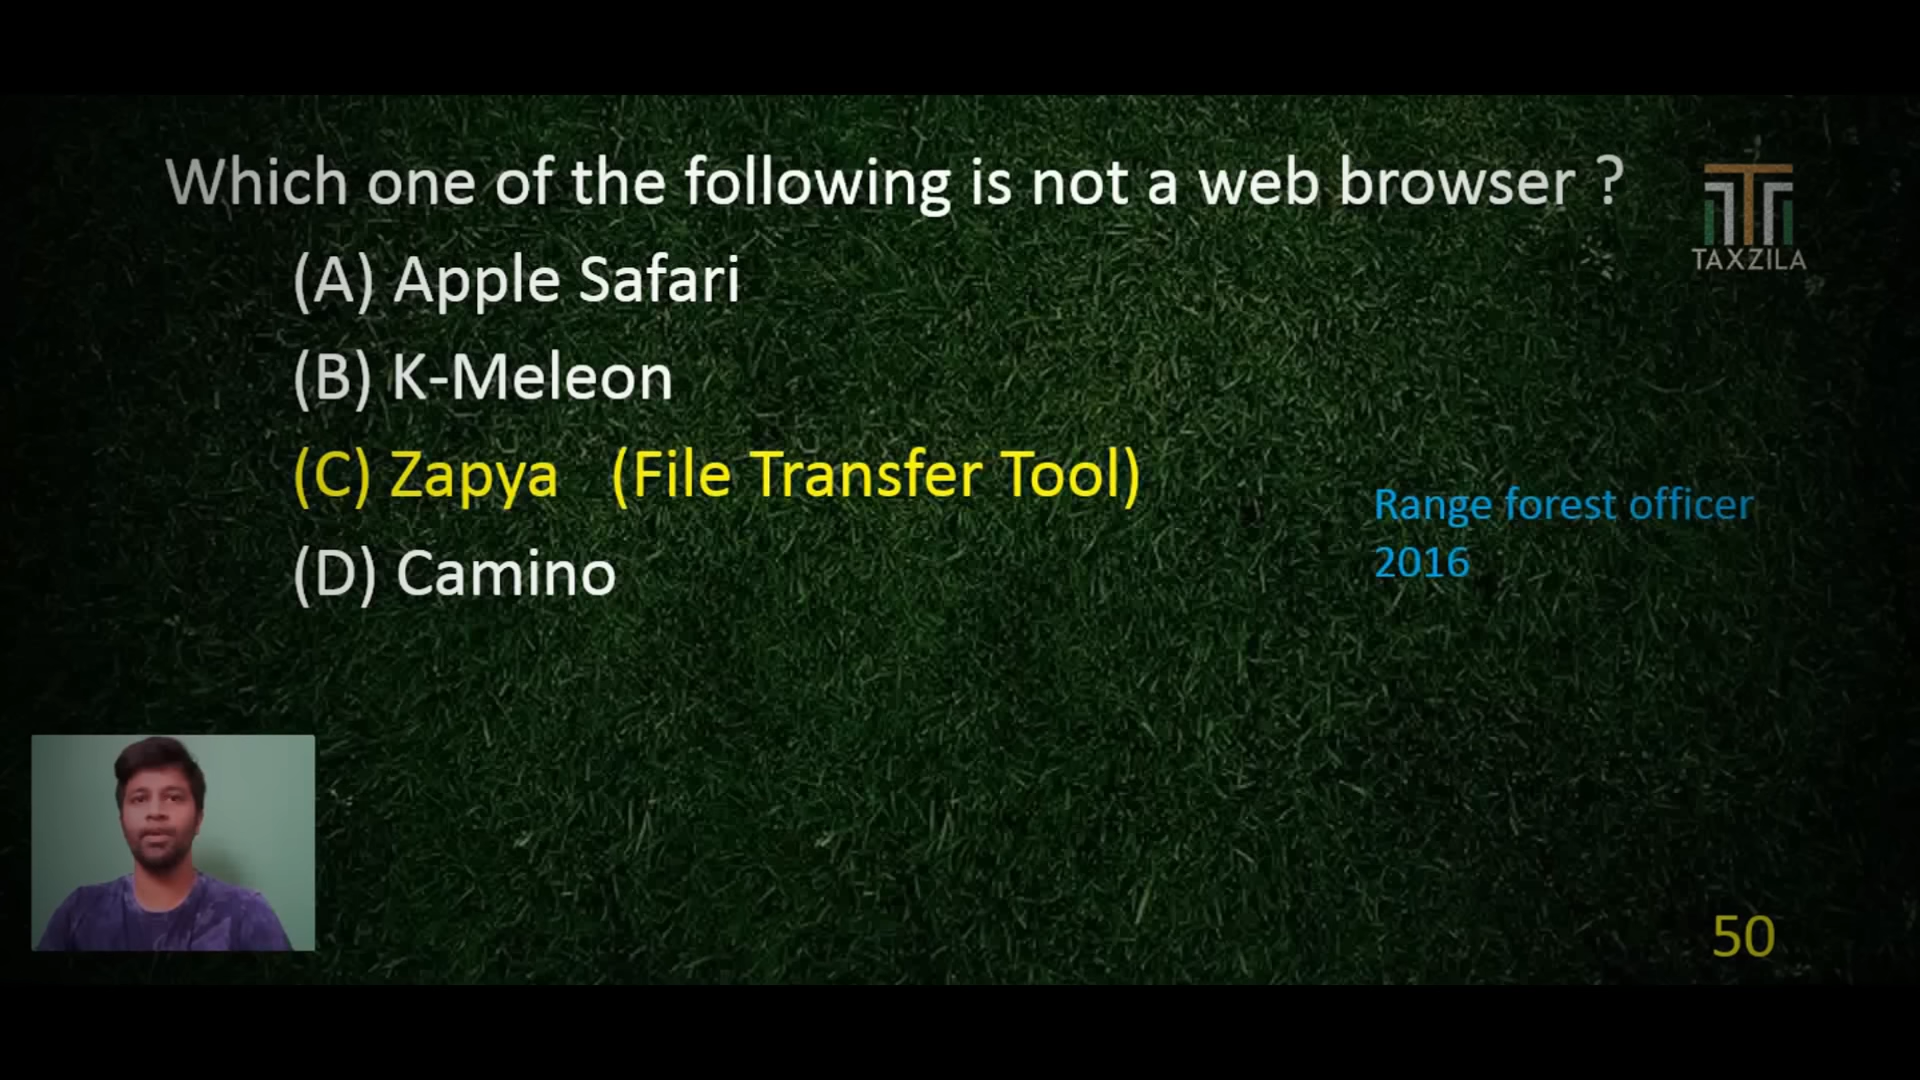 Which one of the following is not a web browser ?
TAXZILA
(A) Apple Safari
(B) K-Meleon
(C) Zapya (File Transfer Tool)
Range forest officer
2016
(D) Camino
50